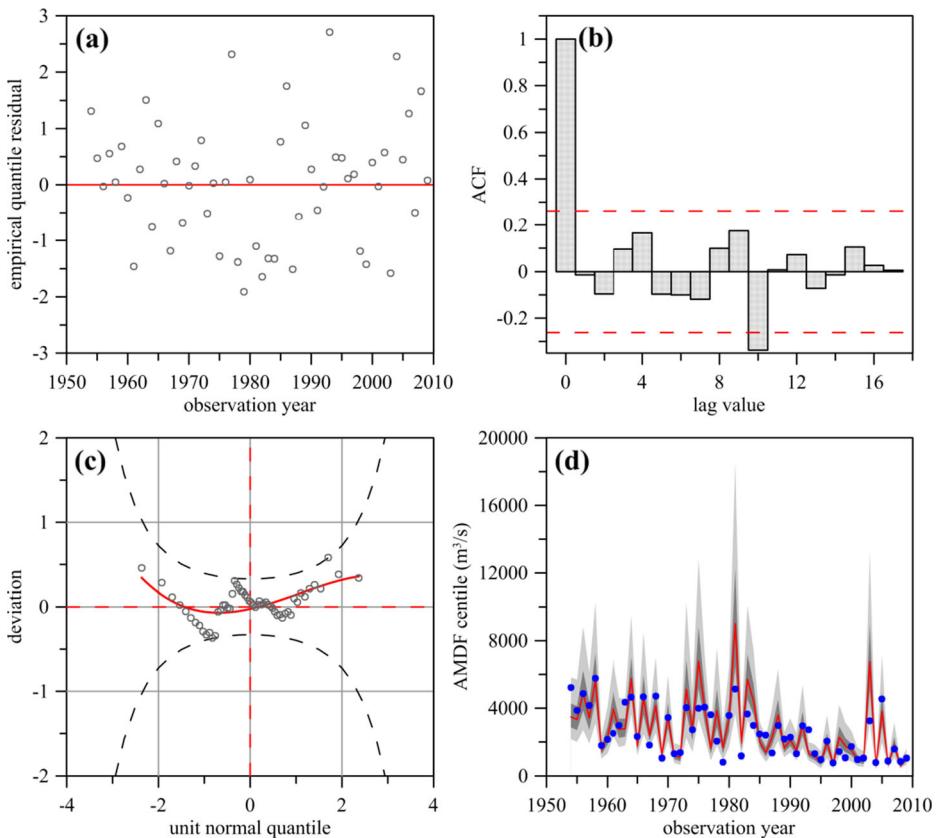 (a)
empirical quantile residual
3
2
1
0
-1
-2
-3
1950 1960 1970 1980 1990 2000 2010
observation year
(b)
ACF
1
0.8
0.6
0.4
0.2
0
-0.2
0 4 8 12 16
lag value
(c)
deviation
2
1
0
-1
-2
-4 -2 0 2 4
unit normal quantile
(d)
AMDF centile (m³/s)
20000
16000
12000
8000
4000
0
1950 1960 1970 1980 1990 2000 2010
observation year